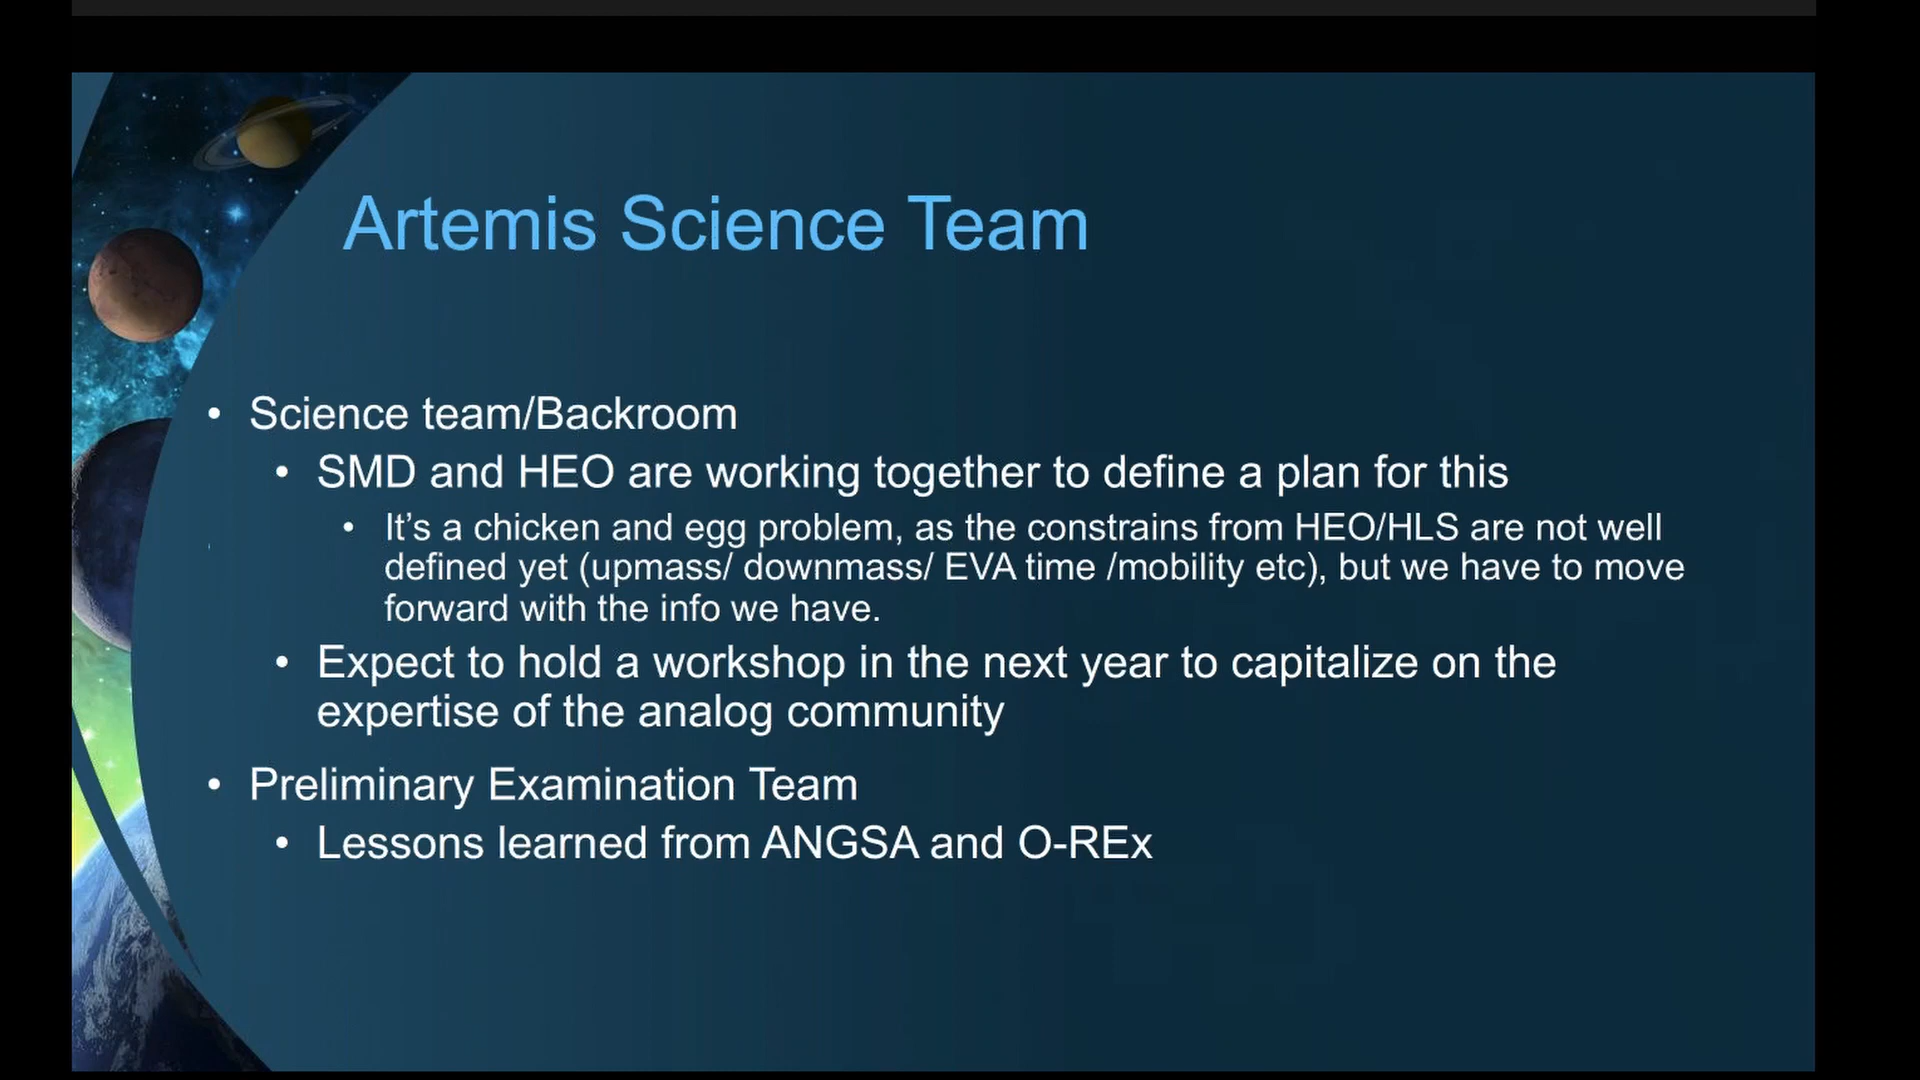 Artemis Science Team
• Science team/Backroom
• SMD and HEO are working together to define a plan for this
• It’s a chicken and egg problem, as the constrains from HEO/HLS are not well
defined yet (upmass/ downmass/ EVA time /mobility etc), but we have to move
forward with the info we have.
• Expect to hold a workshop in the next year to capitalize on the
expertise of the analog community
• Preliminary Examination Team
• Lessons learned from ANGSA and O-REx